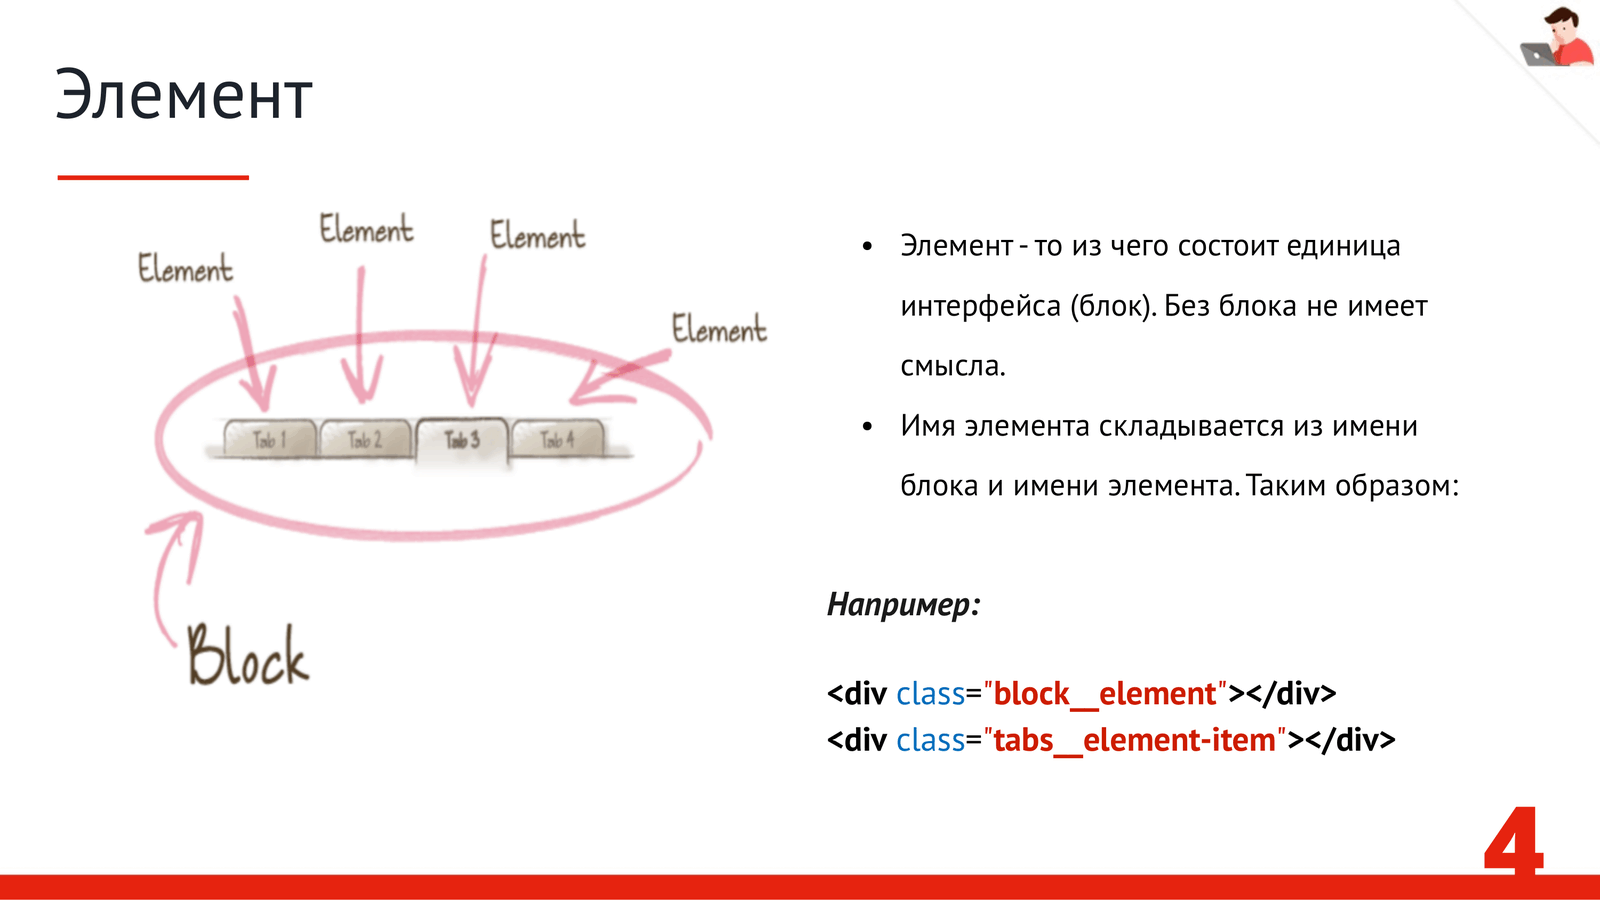 Элемент
Element
Element
Element
Element
Tab 1
Tab 2
Tab 3
Tab 4
Block
• Элемент - то из чего состоит единица
интерфейса (блок). Без блока не имеет
смысла.
• Имя элемента складывается из имени
блока и имени элемента. Таким образом:
Например:
<div class="block__element"></div>
<div class="tabs__element-item"></div>
4